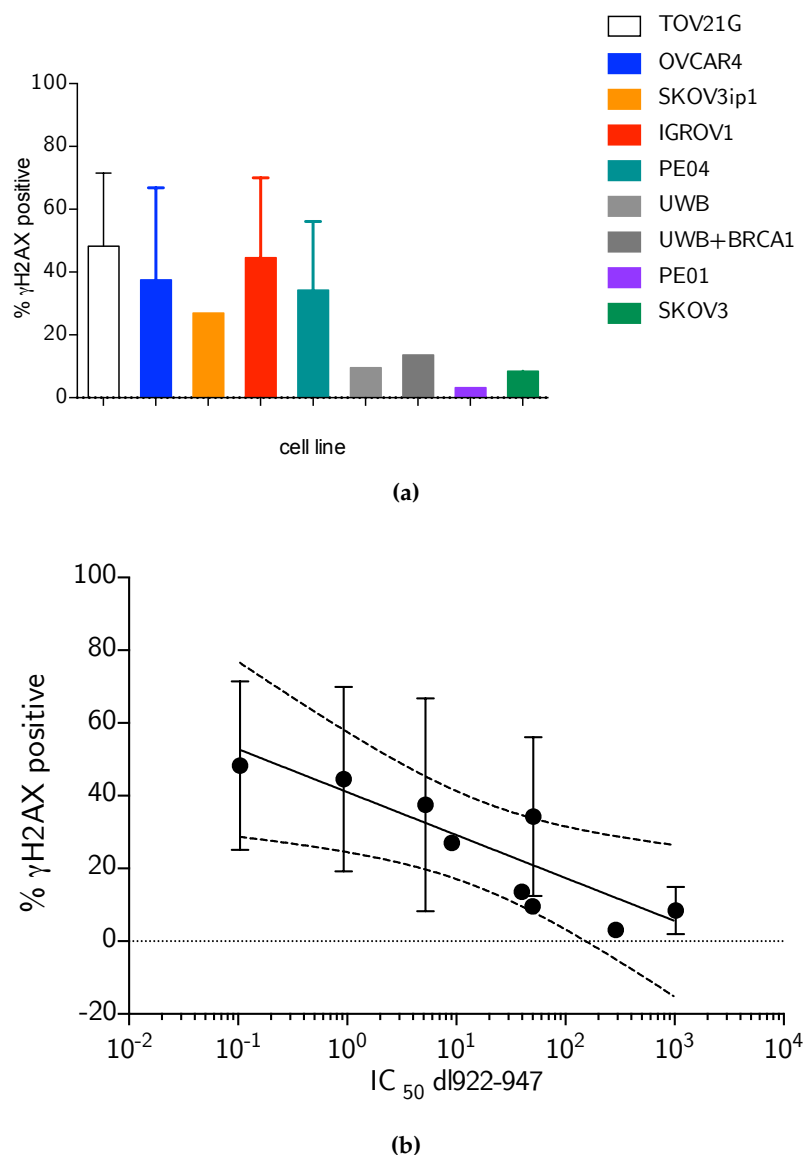 TOV21G
OVCAR4
SKOV3ip1
IGROV1
PE04
UWB
UWB+BRCA1
PE01
SKOV3
% γH2AX positive
100
80
60
40
20
0
cell line
(a)
% γH2AX positive
100
80
60
40
20
0
-20
10⁻² 10⁻¹ 10⁰ 10¹ 10² 10³ 10⁴
IC ₅₀ dl922-947
(b)